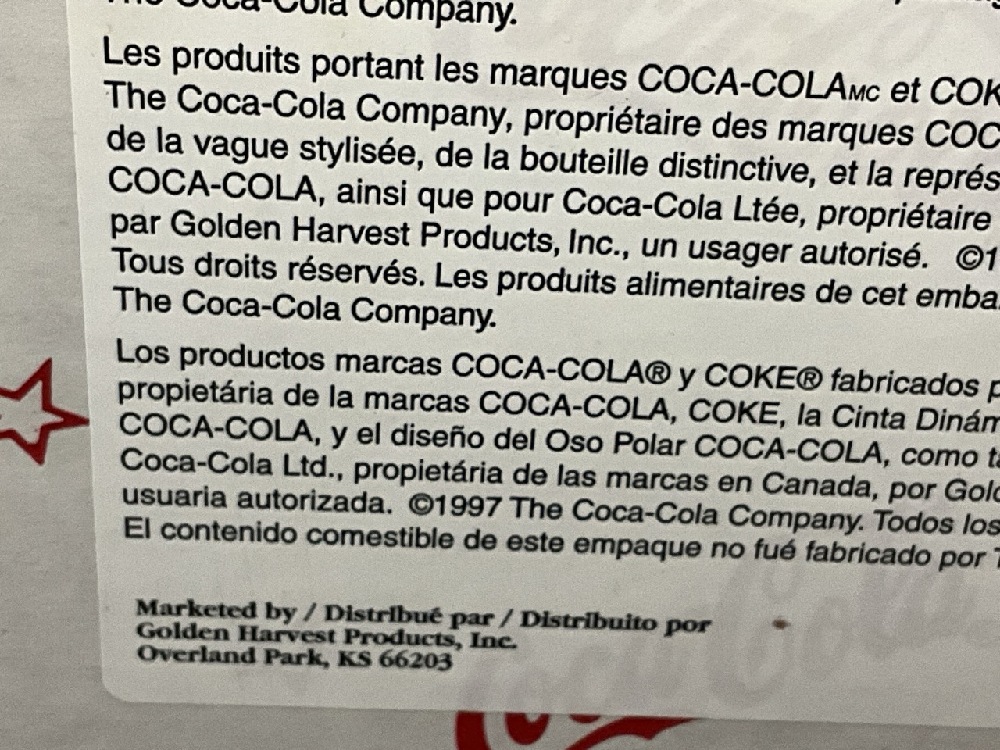 The Coca-Cola Company.
Les produits portant les marques COCA-COLAMC et
The Coca-Cola Company, propriétaire des marques
de la vague stylisée, de la bouteille distinctive, et la
COCA-COLA, ainsi que pour Coca-Cola Ltée, propriétaire
par Golden Harvest Products, Inc., un usager autorisé. ©1
Tous droits réservés. Les produits alimentaires de cet
The Coca-Cola Company.
Los productos marcas COCA-COLA® y COKE® fabricados
propietária de la marcas COCA-COLA, COKE, la Cinta
COCA-COLA, y el diseño del Oso Polar COCA-COLA, como
Coca-Cola Ltd., propietária de las marcas en Canada, por
usuaria autorizada. ©1997 The Coca-Cola Company. Todos los
El contenido comestible de este empaque no fué fabricado por
Marketed by / Distribué par / Distribuito por
Golden Harvest Products, Inc.
Overland Park, KS 66203